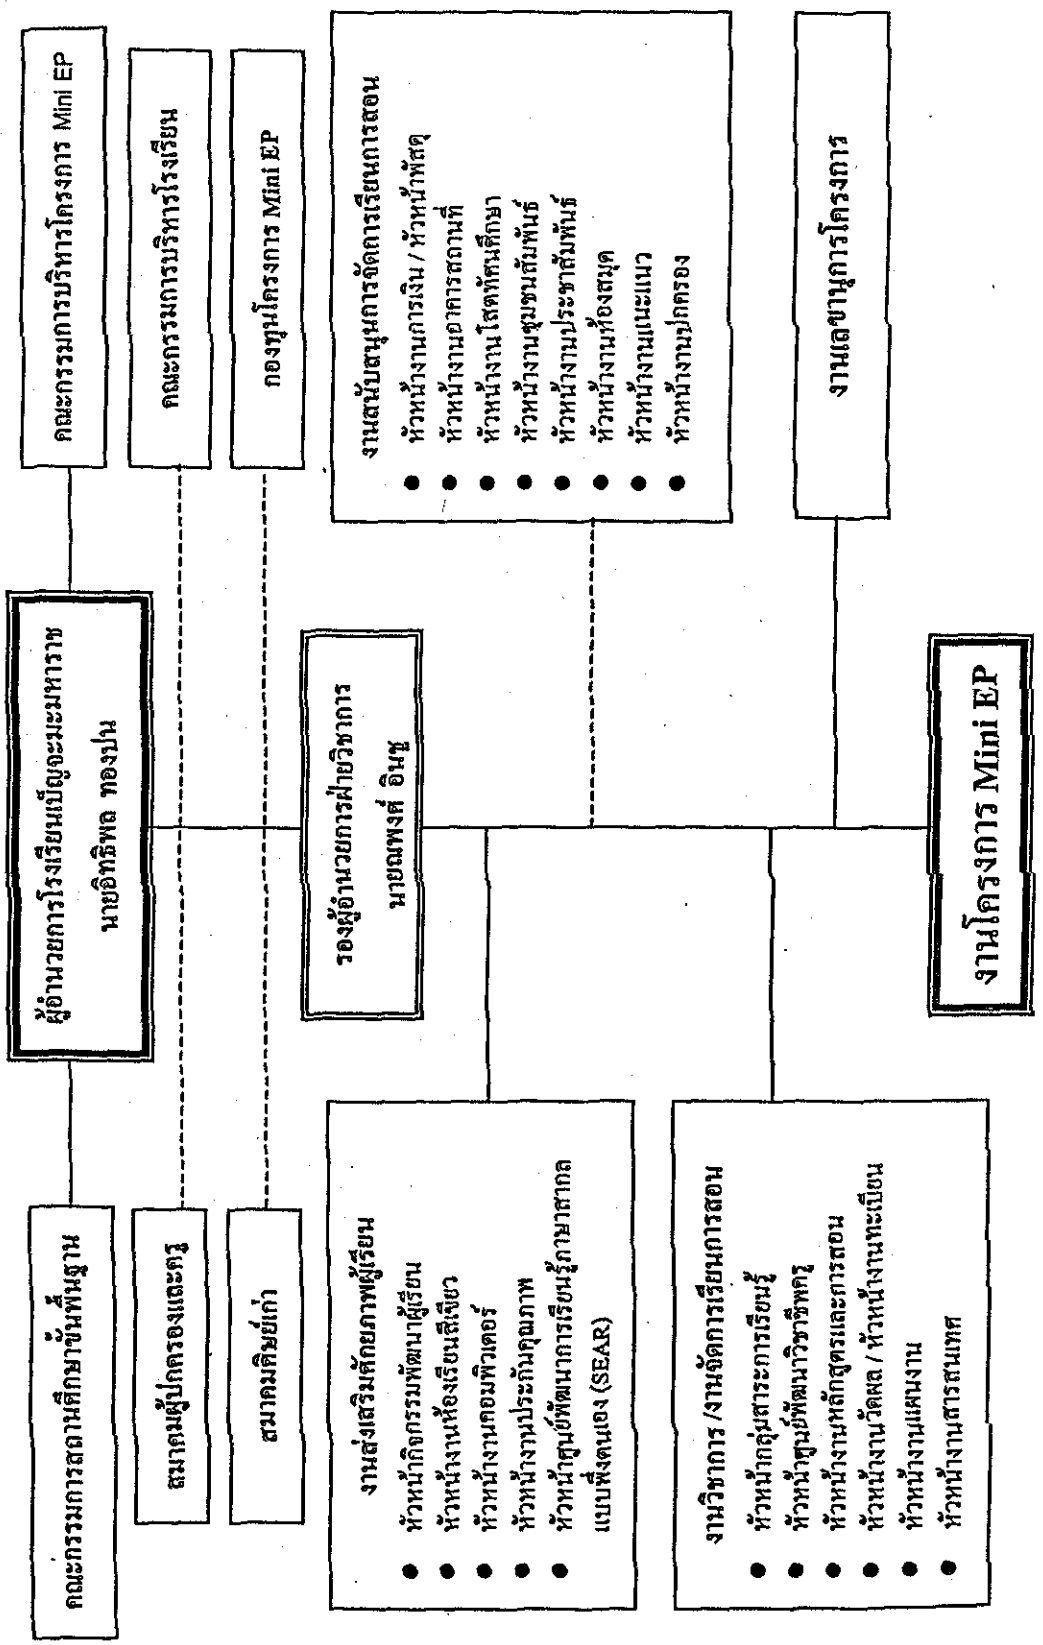 ผู้อำนวยการโรงเรียนเบ็ญจะมะมหาราช
นายอิทธิพล ทองปน
คณะกรรมการสถานศึกษาขั้นพื้นฐาน
คณะกรรมการบริหารโครงการ Mini EP
สมาคมผู้ปกครองและครู
คณะกรรมการบริหารโรงเรียน
สมาคมศิษย์เก่า
กองทุนโครงการ Mini EP
รองผู้อำนวยการฝ่ายวิชาการ
นายณพงศ์ อินชู
งานส่งเสริมศักยภาพผู้เรียน
● หัวหน้ากิจกรรมพัฒนาผู้เรียน
● หัวหน้างานห้องเรียนสีเขียว
● หัวหน้างานคอมพิวเตอร์
● หัวหน้างานประกันคุณภาพ
● หัวหน้าศูนย์พัฒนาการเรียนรู้ภาษาสากล
แบบพึ่งตนเอง (SEAR)
งานสนับสนุนการจัดการเรียนการสอน
● หัวหน้างานการเงิน / หัวหน้าพัสดุ
● หัวหน้างานอาคารสถานที่
● หัวหน้างานโสตทัศนศึกษา
● หัวหน้างานชุมชนสัมพันธ์
● หัวหน้างานประชาสัมพันธ์
● หัวหน้างานห้องสมุด
● หัวหน้างานแนะแนว
● หัวหน้างานปกครอง
งานวิชาการ /งานจัดการเรียนการสอน
● หัวหน้ากลุ่มสาระการเรียนรู้
● หัวหน้าศูนย์พัฒนาวิชาชีพครู
● หัวหน้างานหลักสูตรและการสอน
● หัวหน้างานวัดผล / หัวหน้างานทะเบียน
● หัวหน้างานแผนงาน
● หัวหน้างานสารสนเทศ
งานเลขานุการโครงการ
งานโครงการ Mini EP